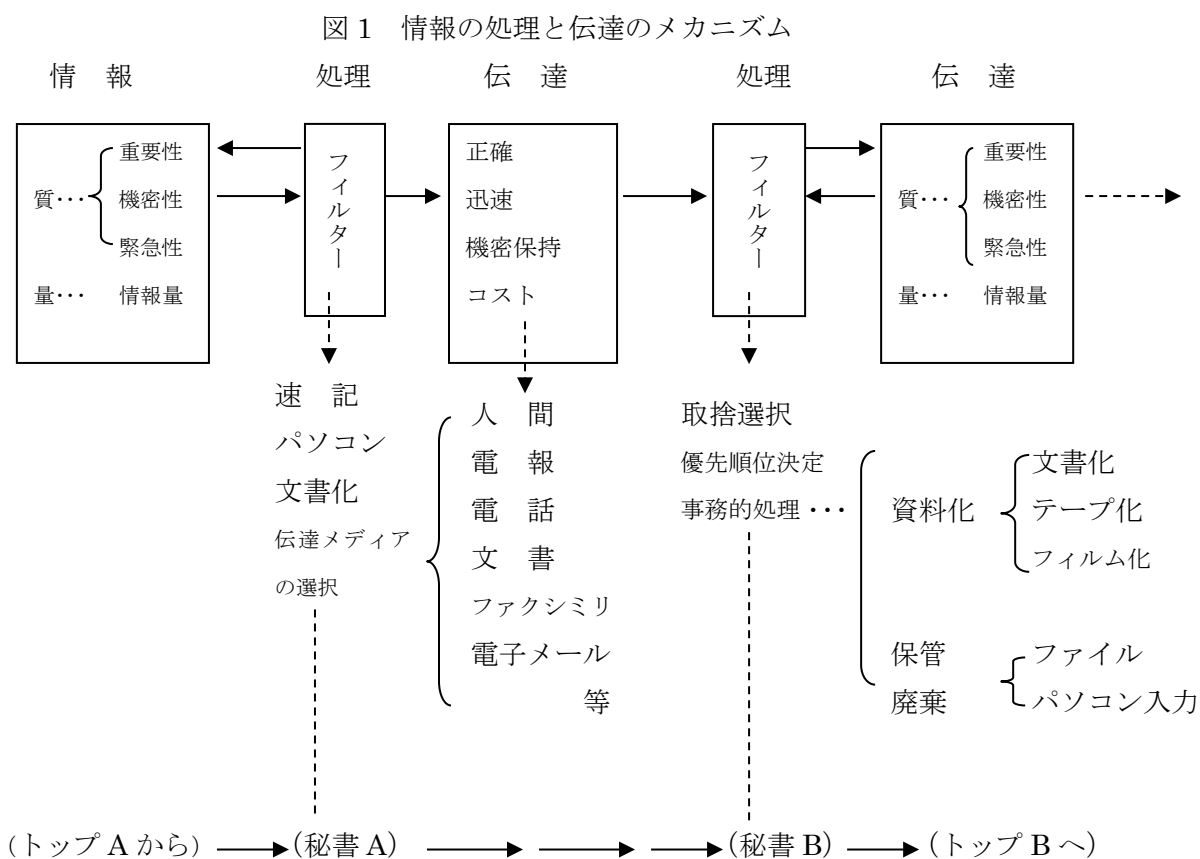 図1 情報の処理と伝達のメカニズム
情 報 処理 伝 達 処理 伝 達
質･･･
重要性
機密性
緊急性
量･･･ 情報量
フィルター
正確
迅速
機密保持
コスト
フィルター
質･･･
重要性
機密性
緊急性
量･･･ 情報量
速 記
パソコン
文書化
伝達メディア
の選択
人 間
電 報
電 話
文 書
ファクシミリ
電子メール
等
取捨選択
優先順位決定
事務的処理･･･
資料化
文書化
テープ化
フィルム化
保管
廃棄
ファイル
パソコン入力
(トップAから) (秘書A) (秘書B) (トップBへ)